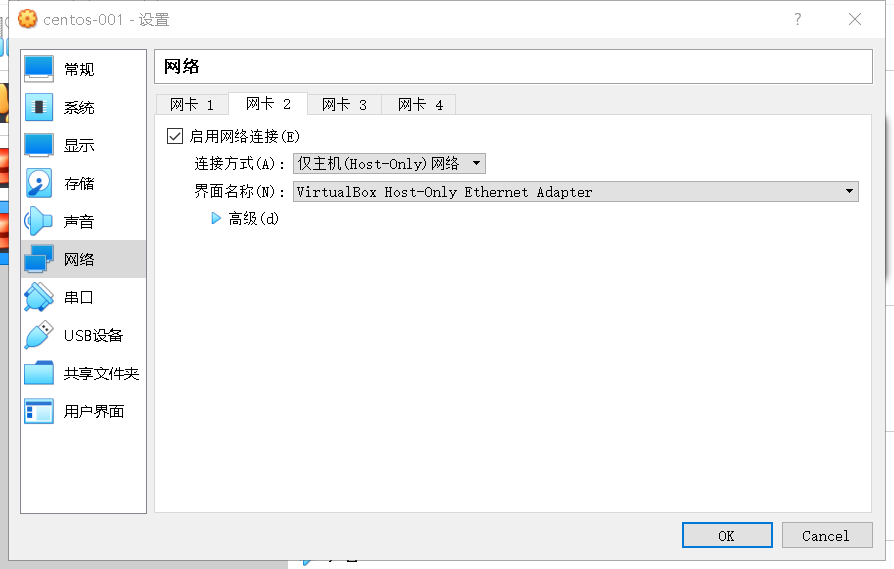 centos-001 - 设置
?
常规
系统
显示
存储
声音
网络
串口
USB设备
共享文件夹
用户界面
网络
网卡 1 网卡 2 网卡 3 网卡 4
启用网络连接(E)
连接方式(A): 仅主机(Host-Only)网络
界面名称(N): VirtualBox Host-Only Ethernet Adapter
高级(d)
OK Cancel